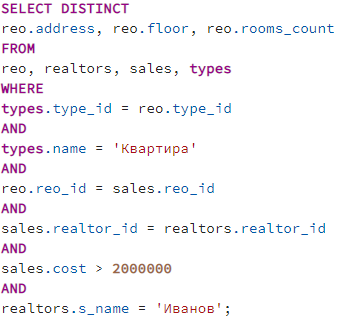 SELECT DISTINCT
reo.address, reo.floor, reo.rooms_count
FROM
reo, realtors, sales, types
WHERE
types.type_id = reo.type_id
AND
types.name = 'Квартира'
AND
reo.reo_id = sales.reo_id
AND
sales.realtor_id = realtors.realtor_id
AND
sales.cost > 2000000
AND
realtors.s_name = 'Иванов';